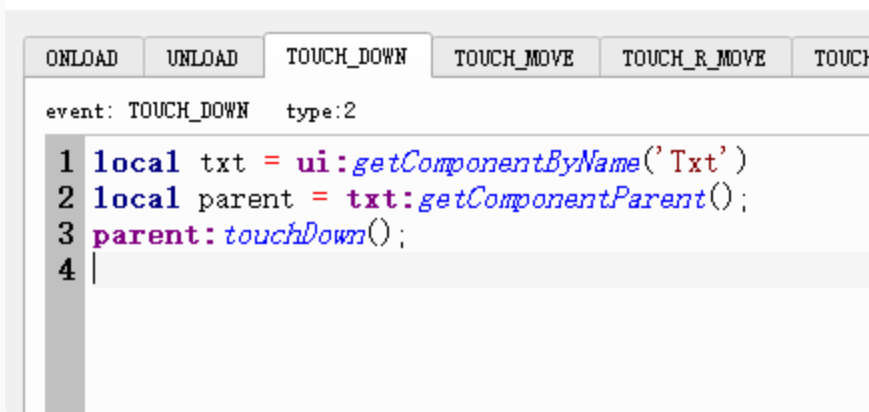 ONLOAD UNLOAD TOUCH_DOWN TOUCH_MOVE TOUCH_R_MOVE
event: TOUCH_DOWN type:2
1 local txt = ui:getComponentByName('Txt')
2 local parent = txt:getComponentParent();
3 parent:touchDown();
4